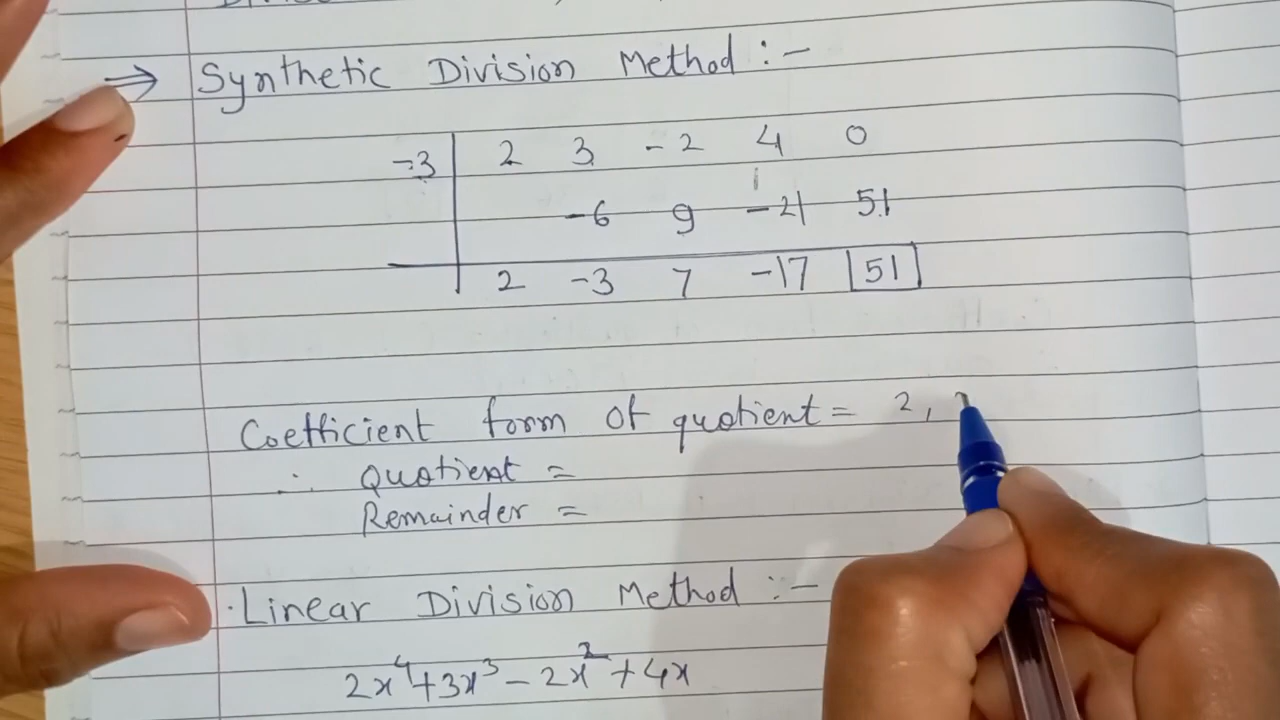 ⇒ Synthetic Division Method :-
-3 | 2 3 -2 4 0
-6 9 -21 51
2 -3 7 -17 51
Coefficient form of quotient = 2,
∴ Quotient =
Remainder =
Linear Division Method :-
2x⁴+3x³-2x²+4x